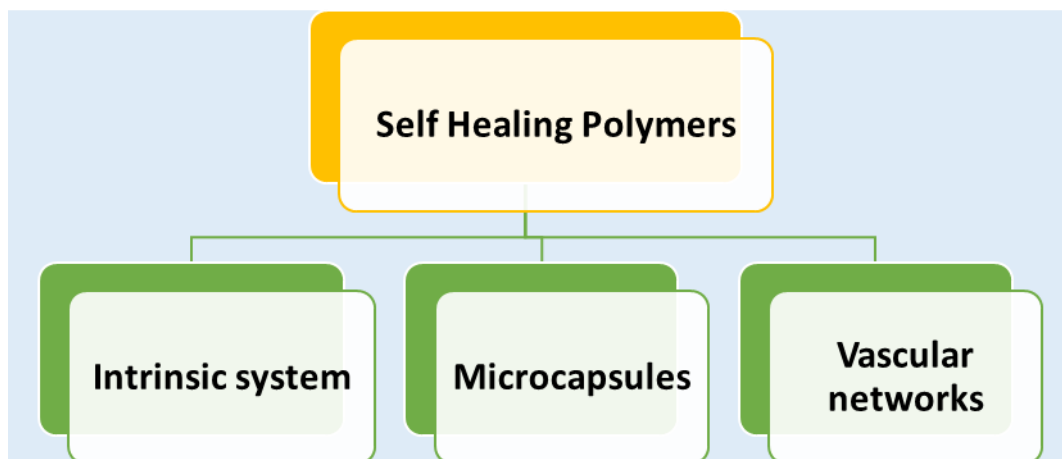 Self Healing Polymers
Intrinsic system
Microcapsules
Vascular
networks